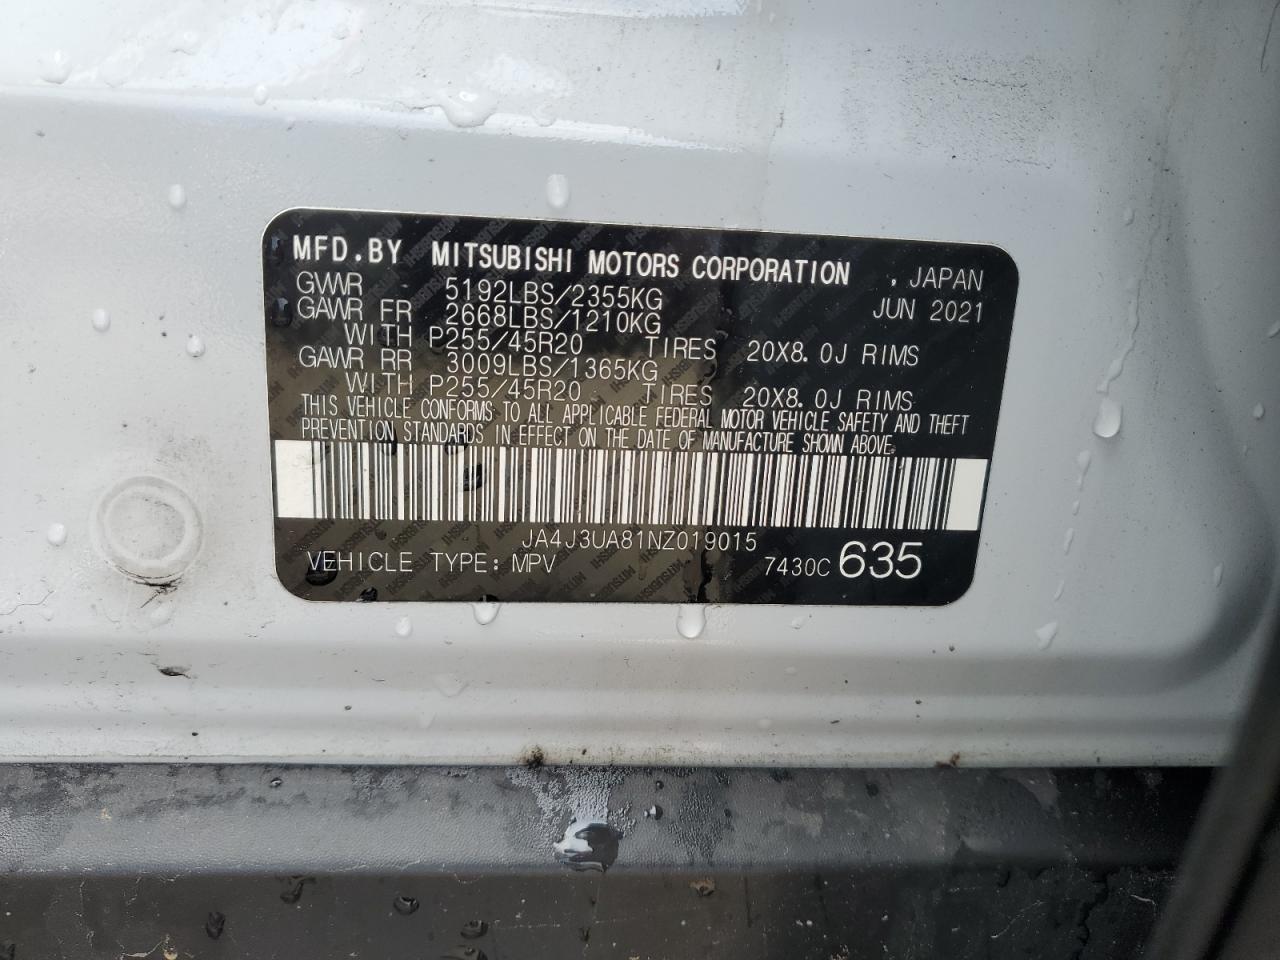 MFD.BY MITSUBISHI MOTORS CORPORATION , JAPAN
GVWR 5192LBS/2355KG JUN 2021
GAWR FR 2668LBS/1210KG
WITH P255/45R20 TIRES 20X8.0J RIMS
GAWR RR 3009LBS/1365KG
WITH P255/45R20 TIRES 20X8.0J RIMS
THIS VEHICLE CONFORMS TO ALL APPLICABLE FEDERAL MOTOR VEHICLE SAFETY AND THEFT
PREVENTION STANDARDS IN EFFECT ON THE DATE OF MANUFACTURE SHOWN ABOVE.
JA4J3UA81NZ019015
VEHICLE TYPE: MPV 7430C 635